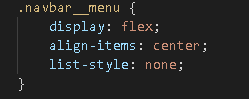 .navbar__menu {
    display: flex;
    align-items: center;
    list-style: none;
}